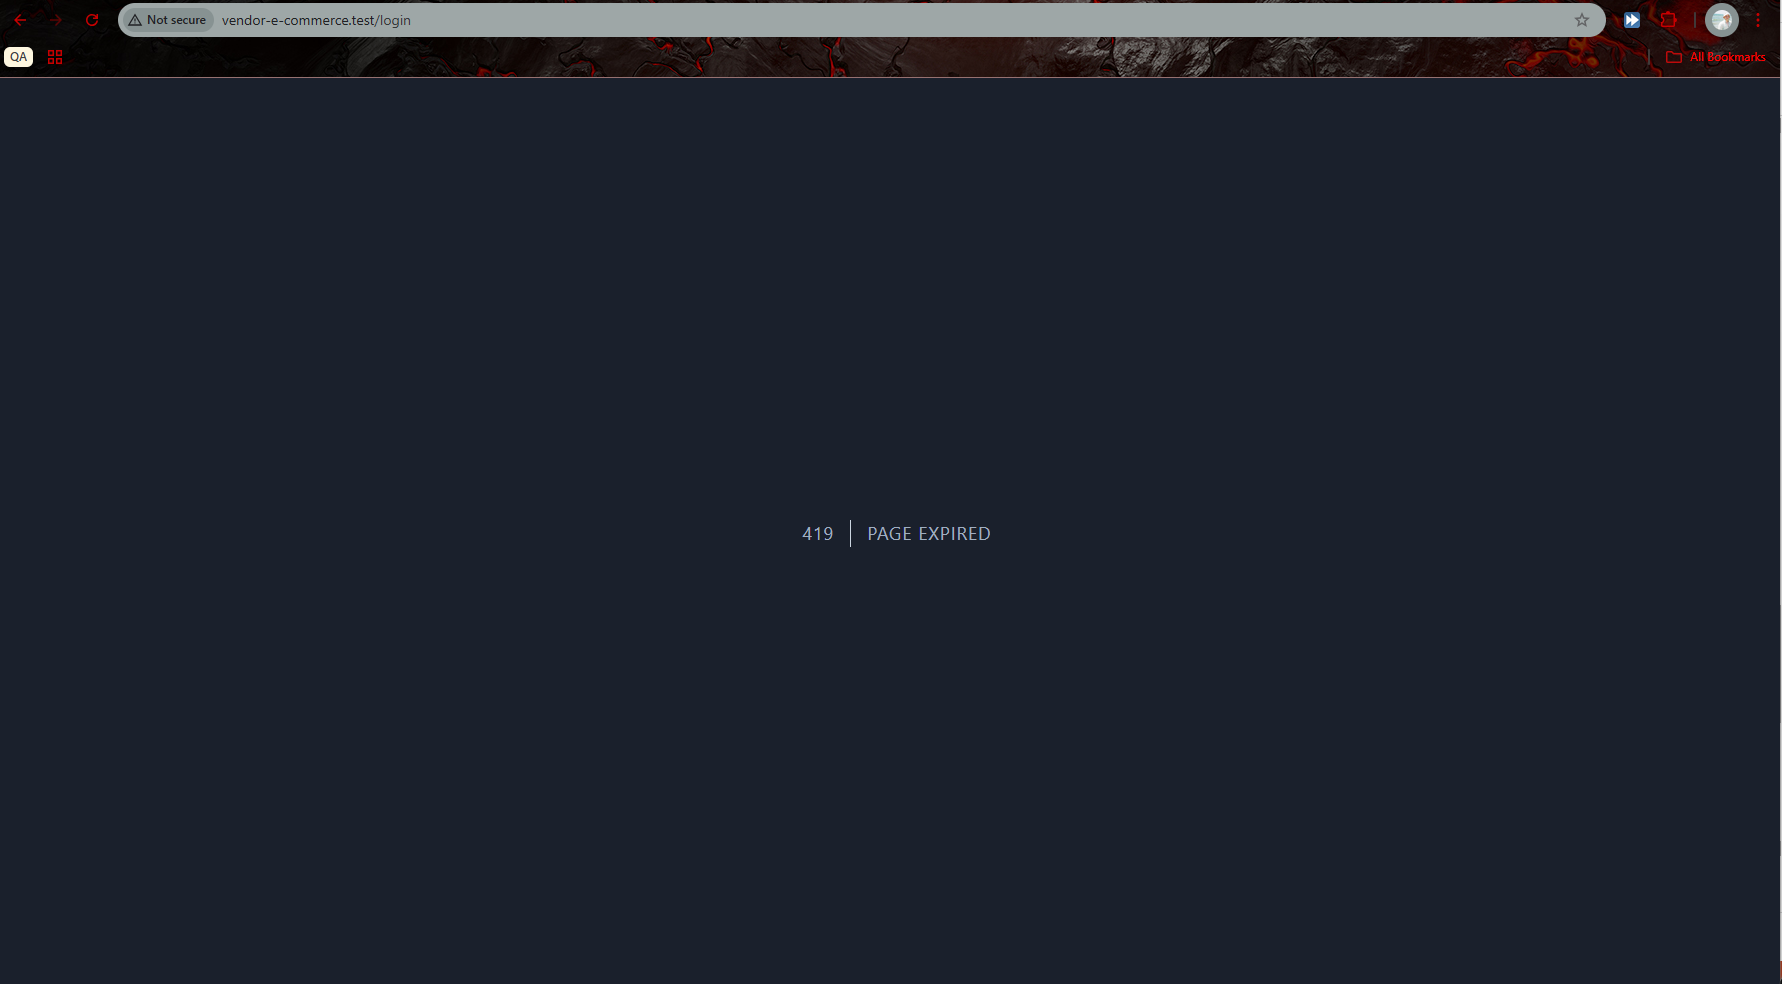 Not secure
vendor-e-commerce.test/login
QA
All Bookmarks
419
PAGE EXPIRED